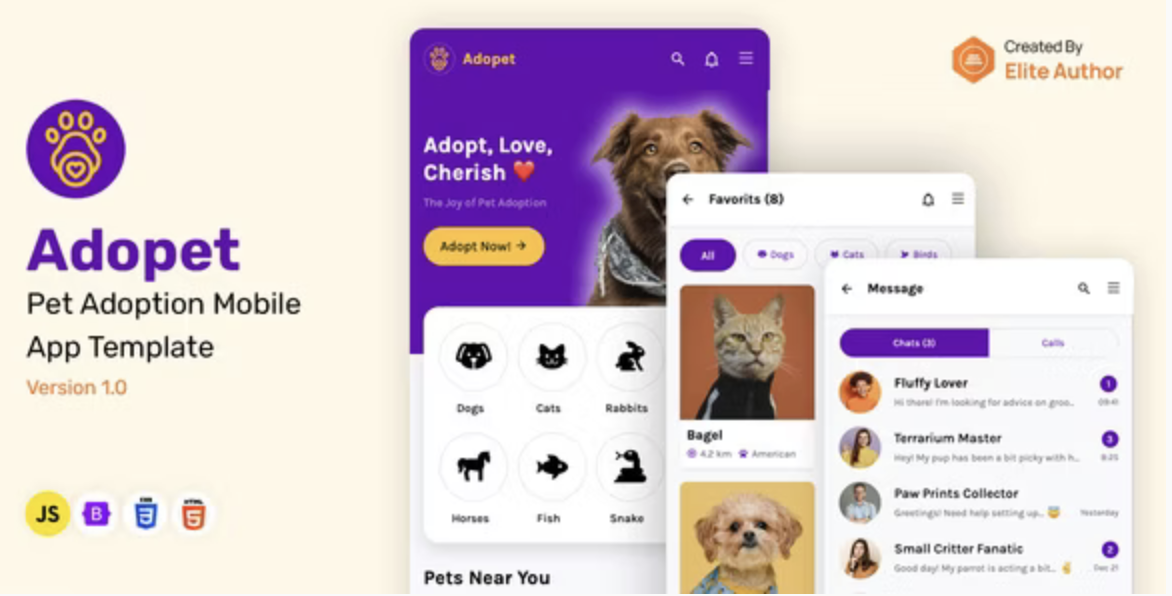 Adopet
Pet Adoption Mobile
App Template
Version 1.0
JS
B
CSS
3
HTML
5
Adopet
Adopt, Love,
Cherish ❤️
The Joy of Pet Adoption
Adopt Now! →
Dogs
Cats
Rabbits
Horses
Fish
Snake
Pets Near You
← Favorits (8)
All
Dogs
Cats
Birds
Bagel
4.2 km American
← Message
Chats (3)
Calls
Fluffy Lover
1
Hi there! I'm looking for advice on groo...
09:41
Terrarium Master
3
Hey! My pup has been a bit picky with h...
8:25
Paw Prints Collector
Greetings! Need help setting up...
Yesterday
Small Critter Fanatic
2
Good day! My parrot is acting a bit...
Dec 21
Created By
Elite Author